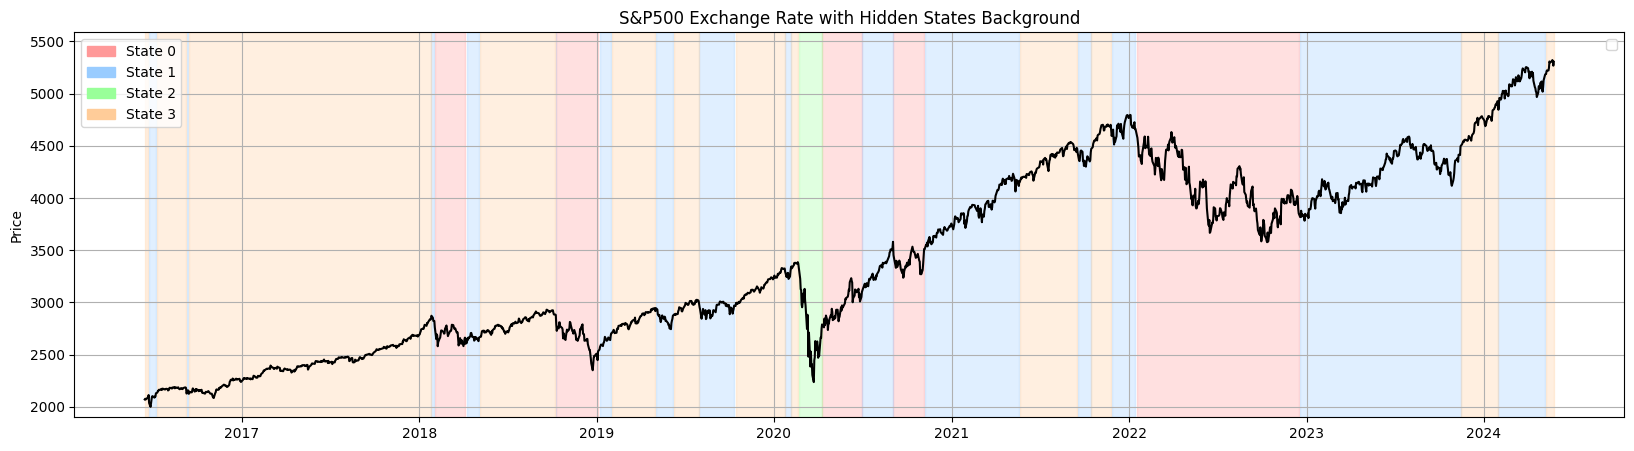 S&P500 Exchange Rate with Hidden States Background
State 0
State 1
State 2
State 3
Price
5500
5000
4500
4000
3500
3000
2500
2000
2017
2018
2019
2020
2021
2022
2023
2024